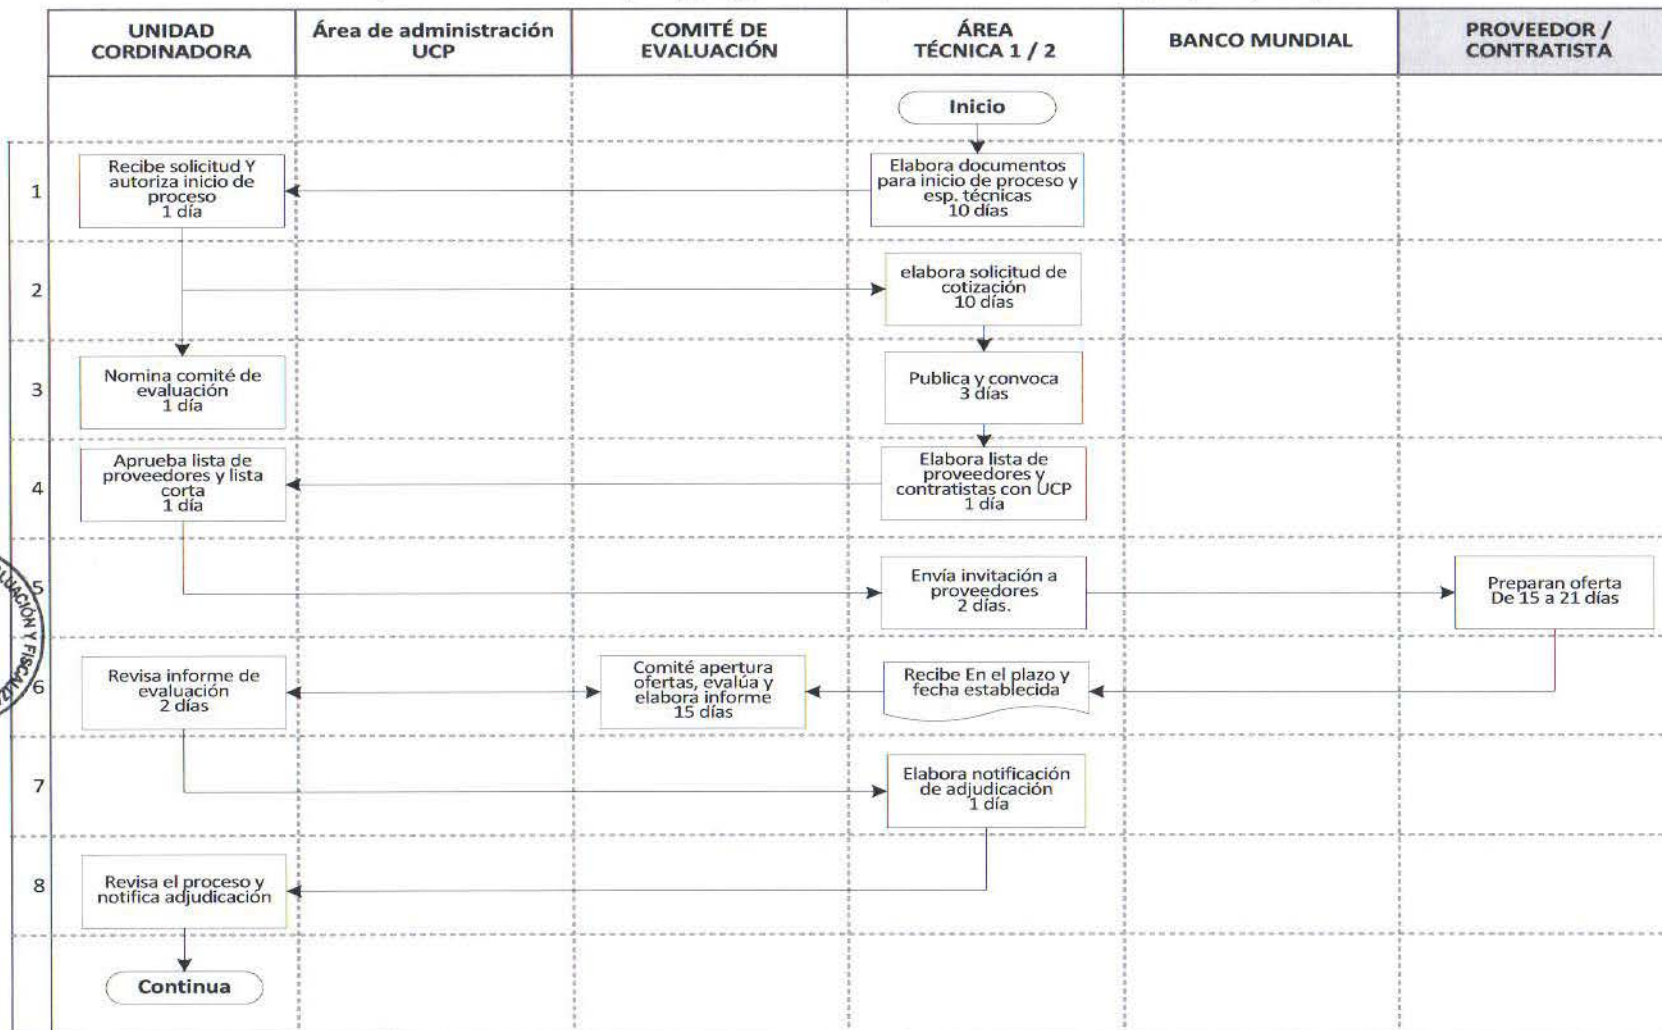 UNIDAD
CORDINADORA
Área de administración
UCP
COMITÉ DE
EVALUACIÓN
ÁREA
TÉCNICA 1 / 2
BANCO MUNDIAL
PROVEEDOR /
CONTRATISTA
Inicio
1
Recibe solicitud Y
autoriza inicio de
proceso
1 día
Elabora documentos
para inicio de proceso y
esp. técnicas
10 días
2
elabora solicitud de
cotización
10 días
3
Nomina comité de
evaluación
1 día
Publica y convoca
3 días
4
Aprueba lista de
proveedores y lista
corta
1 día
Elabora lista de
proveedores y
contratistas con UCP
1 día
5
Envía invitación a
proveedores
2 días.
Preparan oferta
De 15 a 21 días
6
Revisa informe de
evaluación
2 días
Comité apertura
ofertas, evalúa y
elabora informe
15 días
Recibe En el plazo y
fecha establecida
7
Elabora notificación
de adjudicación
1 día
8
Revisa el proceso y
notifica adjudicación
Continua